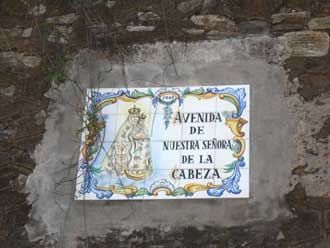 AVENIDA
DE
NUESTRA SEÑORA
DE LA
CABEZA